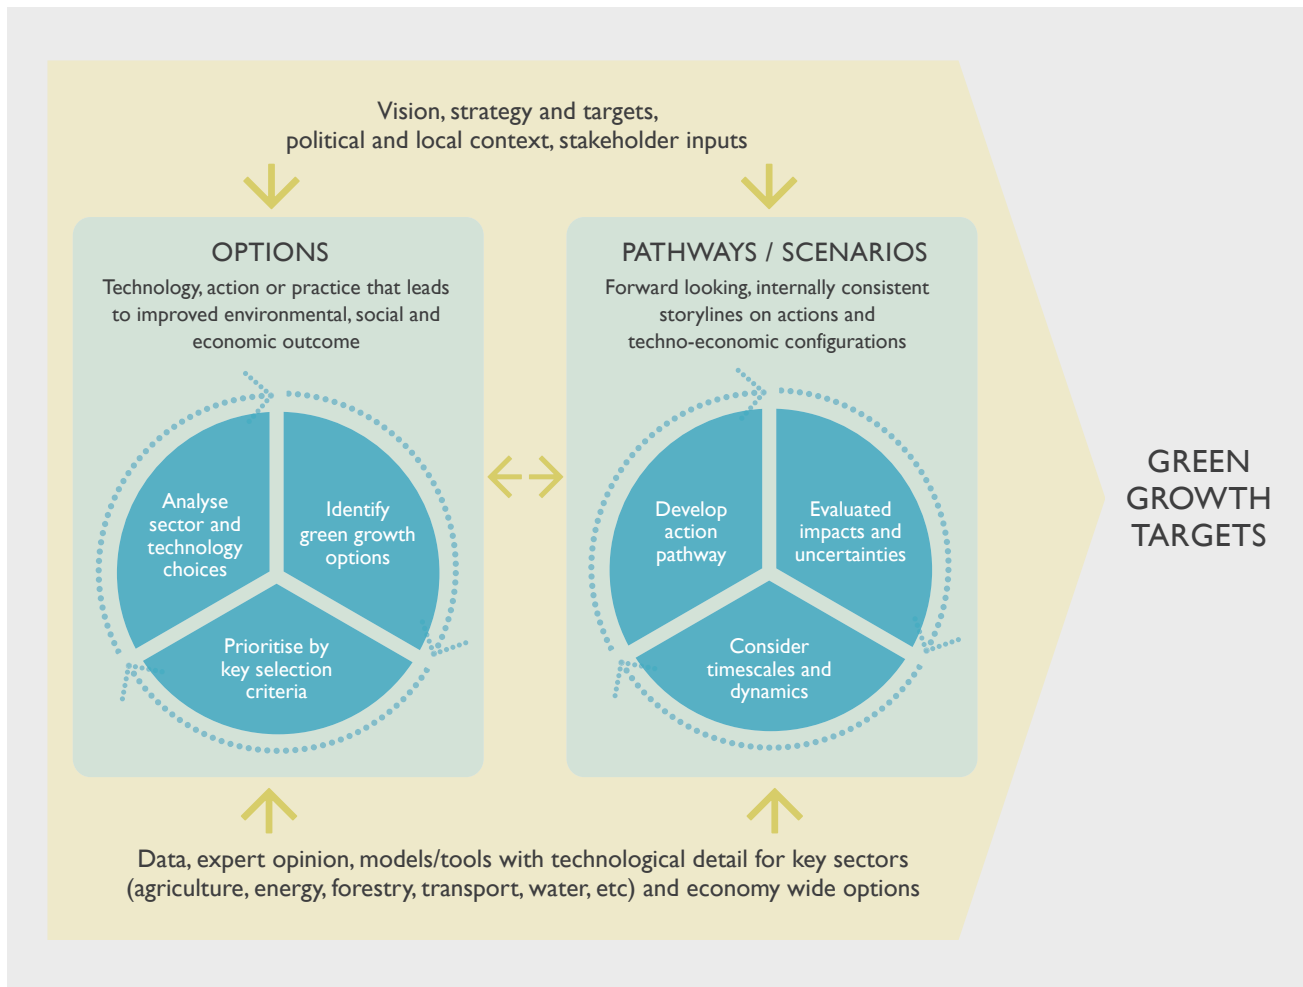 Vision, strategy and targets,
political and local context, stakeholder inputs
OPTIONS
Technology, action or practice that leads
to improved environmental, social and
economic outcome
Analyse
sector and
technology
choices
Identify
green growth
options
Prioritise by
key selection
criteria
PATHWAYS / SCENARIOS
Forward looking, internally consistent
storylines on actions and
techno-economic configurations
Develop
action
pathway
Evaluated
impacts and
uncertainties
Consider
timescales and
dynamics
GREEN
GROWTH
TARGETS
Data, expert opinion, models/tools with technological detail for key sectors
(agriculture, energy, forestry, transport, water, etc) and economy wide options